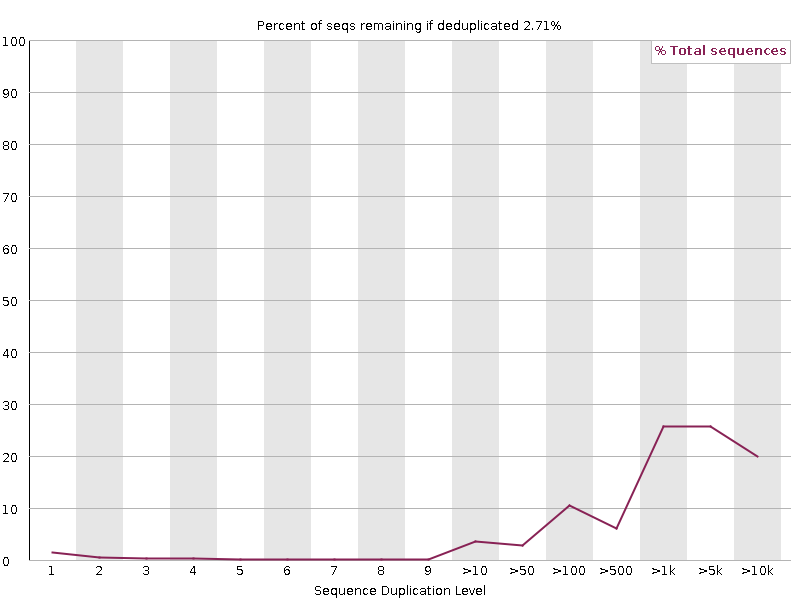 Percent of seqs remaining if deduplicated 2.71%
% Total sequences
100
90
80
70
60
50
40
30
20
10
0
1 2 3 4 5 6 7 8 9 >10 >50 >100 >500 >1k >5k >10k
Sequence Duplication Level